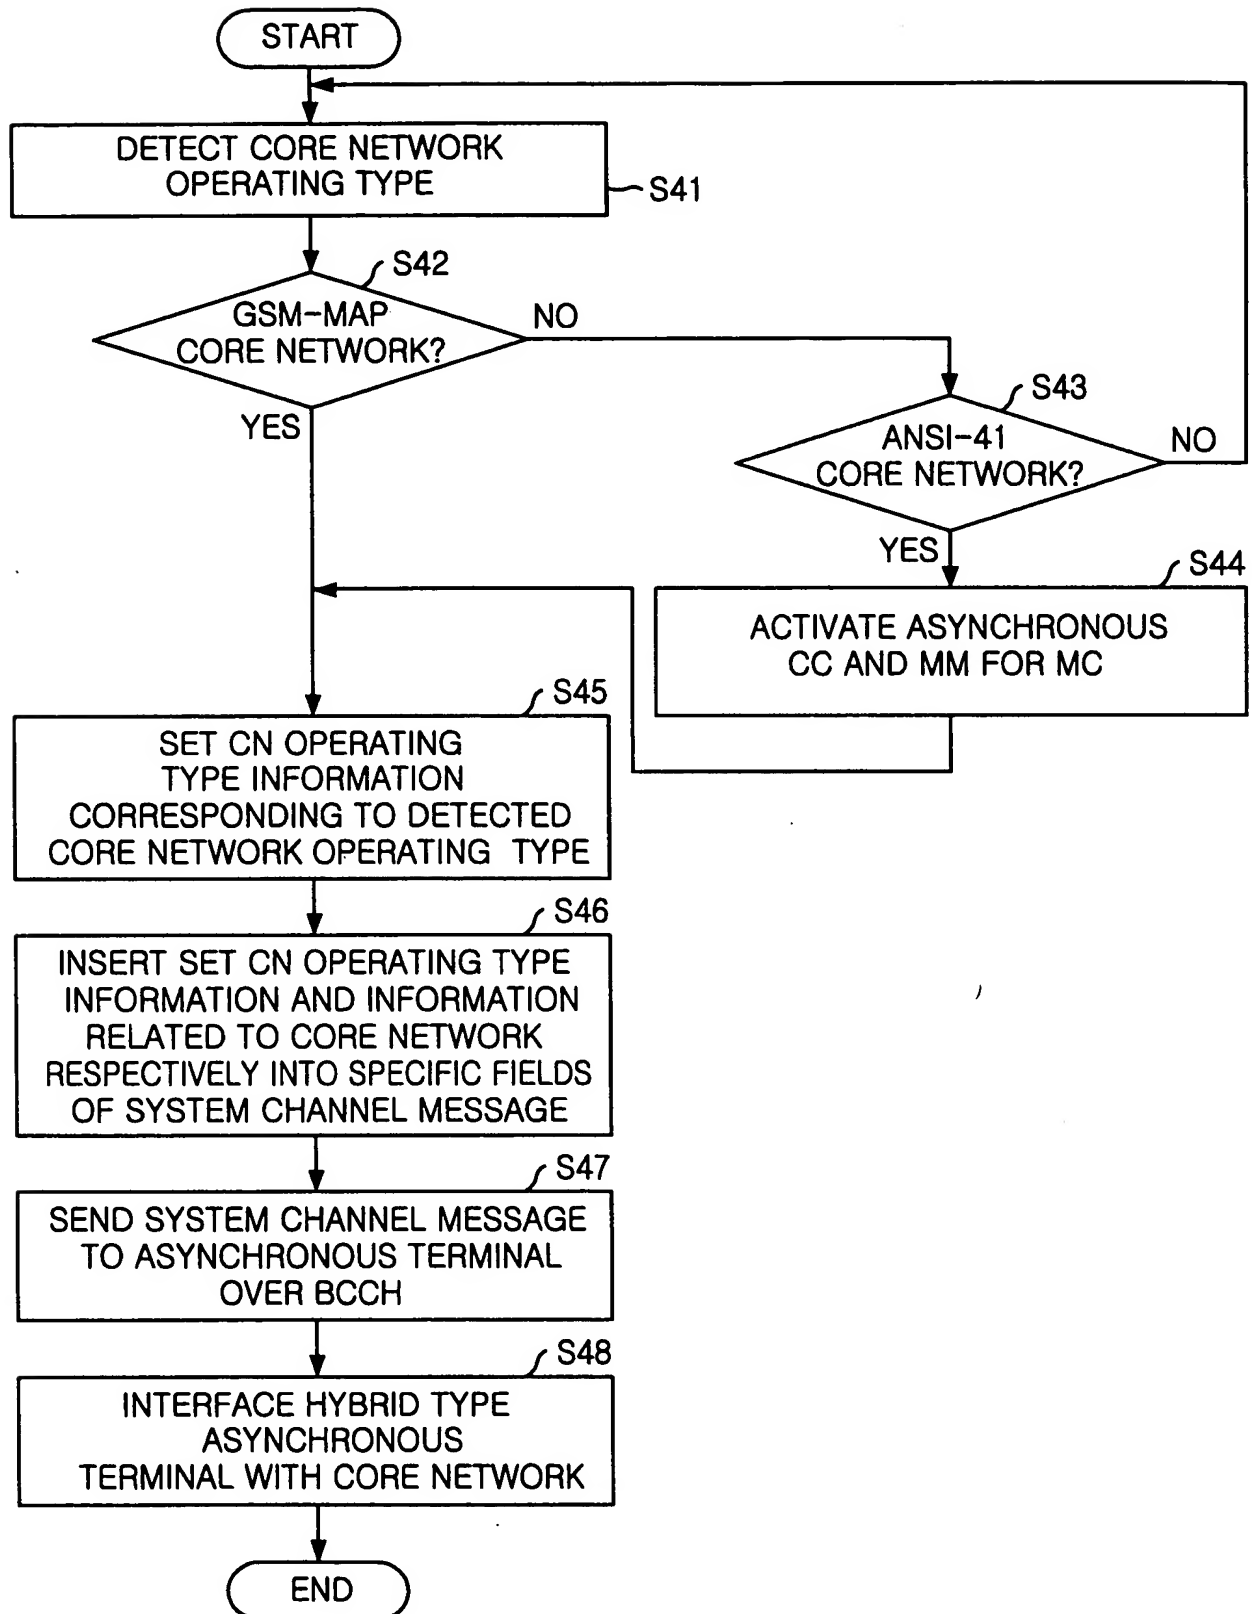 START
DETECT CORE NETWORK
OPERATING TYPE
S41
S42
GSM-MAP
CORE NETWORK?
NO
YES
S43
ANSI-41
CORE NETWORK?
NO
YES
S44
ACTIVATE ASYNCHRONOUS
CC AND MM FOR MC
S45
SET CN OPERATING
TYPE INFORMATION
CORRESPONDING TO DETECTED
CORE NETWORK OPERATING TYPE
S46
INSERT SET CN OPERATING TYPE
INFORMATION AND INFORMATION
RELATED TO CORE NETWORK
RESPECTIVELY INTO SPECIFIC FIELDS
OF SYSTEM CHANNEL MESSAGE
S47
SEND SYSTEM CHANNEL MESSAGE
TO ASYNCHRONOUS TERMINAL
OVER BCCH
S48
INTERFACE HYBRID TYPE
ASYNCHRONOUS
TERMINAL WITH CORE NETWORK
END